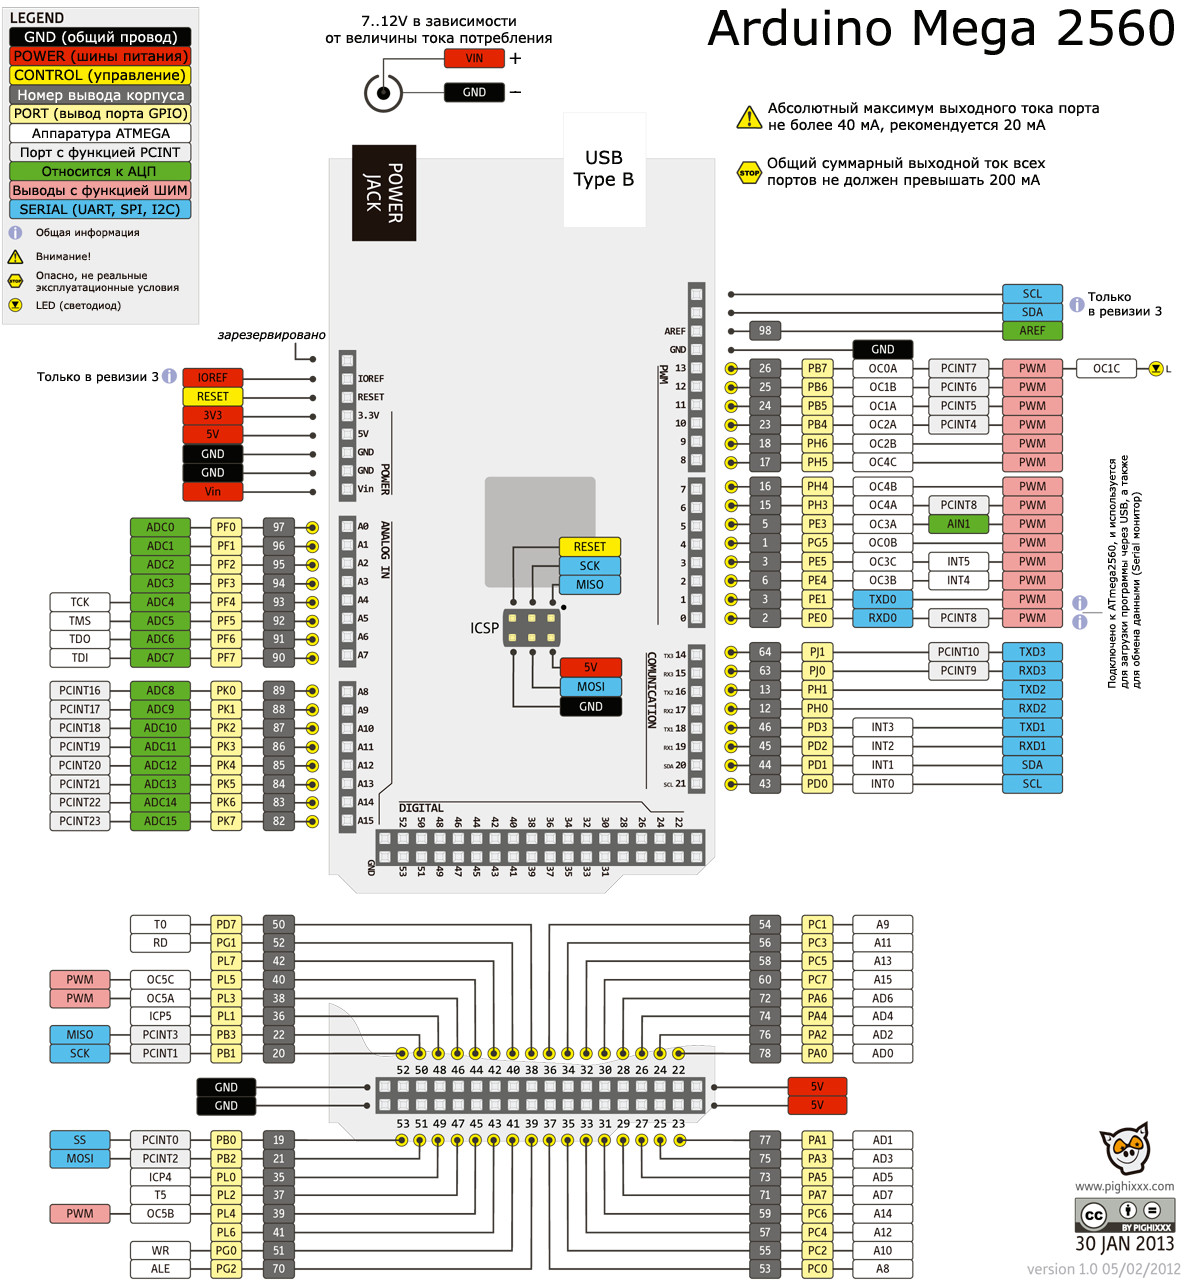 LEGEND
GND (общий провод)
POWER (шины питания)
CONTROL (управление)
Номер вывода корпуса
PORT (вывод порта GPIO)
Аппаратура ATMEGA
Порт с функцией PCINT
Относится к АЦП
Выводы с функцией ШИМ
SERIAL (UART, SPI, I2C)
Общая информация
Внимание!
Опасно, не реальные
эксплуатационные условия
LED (светодиод)
7..12V в зависимости
от величины тока потребления
VIN +
GND −
Arduino Mega 2560
Абсолютный максимум выходного тока порта
не более 40 мА, рекомендуется 20 мА
STOP
Общий суммарный выходной ток всех
портов не должен превышать 200 мА
POWER
JACK
USB
Type B
зарезервировано
Только в ревизии 3
IOREF IOREF
RESET RESET
3V3 3.3V
5V 5V
GND GND
GND GND
Vin Vin
POWER
ADC0 PF0 97 A0
ADC1 PF1 96 A1
ADC2 PF2 95 A2
ADC3 PF3 94 A3
TCK ADC4 PF4 93 A4
TMS ADC5 PF5 92 A5
TDO ADC6 PF6 91 A6
TDI ADC7 PF7 90 A7
ANALOG IN
PCINT16 ADC8 PK0 89 A8
PCINT17 ADC9 PK1 88 A9
PCINT18 ADC10 PK2 87 A10
PCINT19 ADC11 PK3 86 A11
PCINT20 ADC12 PK4 85 A12
PCINT21 ADC13 PK5 84 A13
PCINT22 ADC14 PK6 83 A14
PCINT23 ADC15 PK7 82 A15
RESET
SCK
MISO
ICSP
5V
MOSI
GND
SCL
SDA
Только
в ревизии 3
AREF 98 AREF
GND GND
PWM
13 26 PB7 OC0A PCINT7 PWM OC1C L
12 25 PB6 OC1B PCINT6 PWM
11 24 PB5 OC1A PCINT5 PWM
10 23 PB4 OC2A PCINT4 PWM
9 18 PH6 OC2B PWM
8 17 PH5 OC4C PWM
7 16 PH4 OC4B PWM
6 15 PH3 OC4A PCINT8 PWM
5 5 PE3 OC3A AIN1 PWM
4 1 PG5 OC0B PWM
3 3 PE5 OC3C INT5 PWM
2 6 PE4 OC3B INT4 PWM
1 3 PE1 TXD0 PWM
0 2 PE0 RXD0 PCINT8 PWM
Подключено к ATmega2560, и используется
для загрузки программы через USB, а также
для обмена данными (Serial монитор)
COMUNICATION
TX3 14 64 PJ1 PCINT10 TXD3
RX3 15 63 PJ0 PCINT9 RXD3
TX2 16 13 PH1 TXD2
RX2 17 12 PH0 RXD2
TX1 18 46 PD3 INT3 TXD1
RX1 19 45 PD2 INT2 RXD1
SDA 20 44 PD1 INT1 SDA
SCL 21 43 PD0 INT0 SCL
DIGITAL
52 50 48 46 44 42 40 38 36 34 32 30 28 26 24 22
GND 53 51 49 47 45 43 41 39 37 35 33 31
T0 PD7 50
RD PG1 52
PL7 42
PWM OC5C PL5 40
PWM OC5A PL3 38
ICP5 PL1 36
MISO PCINT3 PB3 22
SCK PCINT1 PB1 20
54 PC1 A9
56 PC3 A11
58 PC5 A13
60 PC7 A15
72 PA6 AD6
74 PA4 AD4
76 PA2 AD2
78 PA0 AD0
52 50 48 46 44 42 40 38 36 34 32 30 28 26 24 22
GND 5V
GND 5V
53 51 49 47 45 43 41 39 37 35 33 31 29 27 25 23
SS PCINT0 PB0 19
MOSI PCINT2 PB2 21
ICP4 PL0 35
T5 PL2 37
PWM OC5B PL4 39
PL6 41
WR PG0 51
ALE PG2 70
77 PA1 AD1
75 PA3 AD3
73 PA5 AD5
71 PA7 AD7
59 PC6 A14
57 PC4 A12
55 PC2 A10
53 PC0 A8
www.pighixxx.com
cc
BY PIGHIXXX
30 JAN 2013
version 1.0 05/02/2012